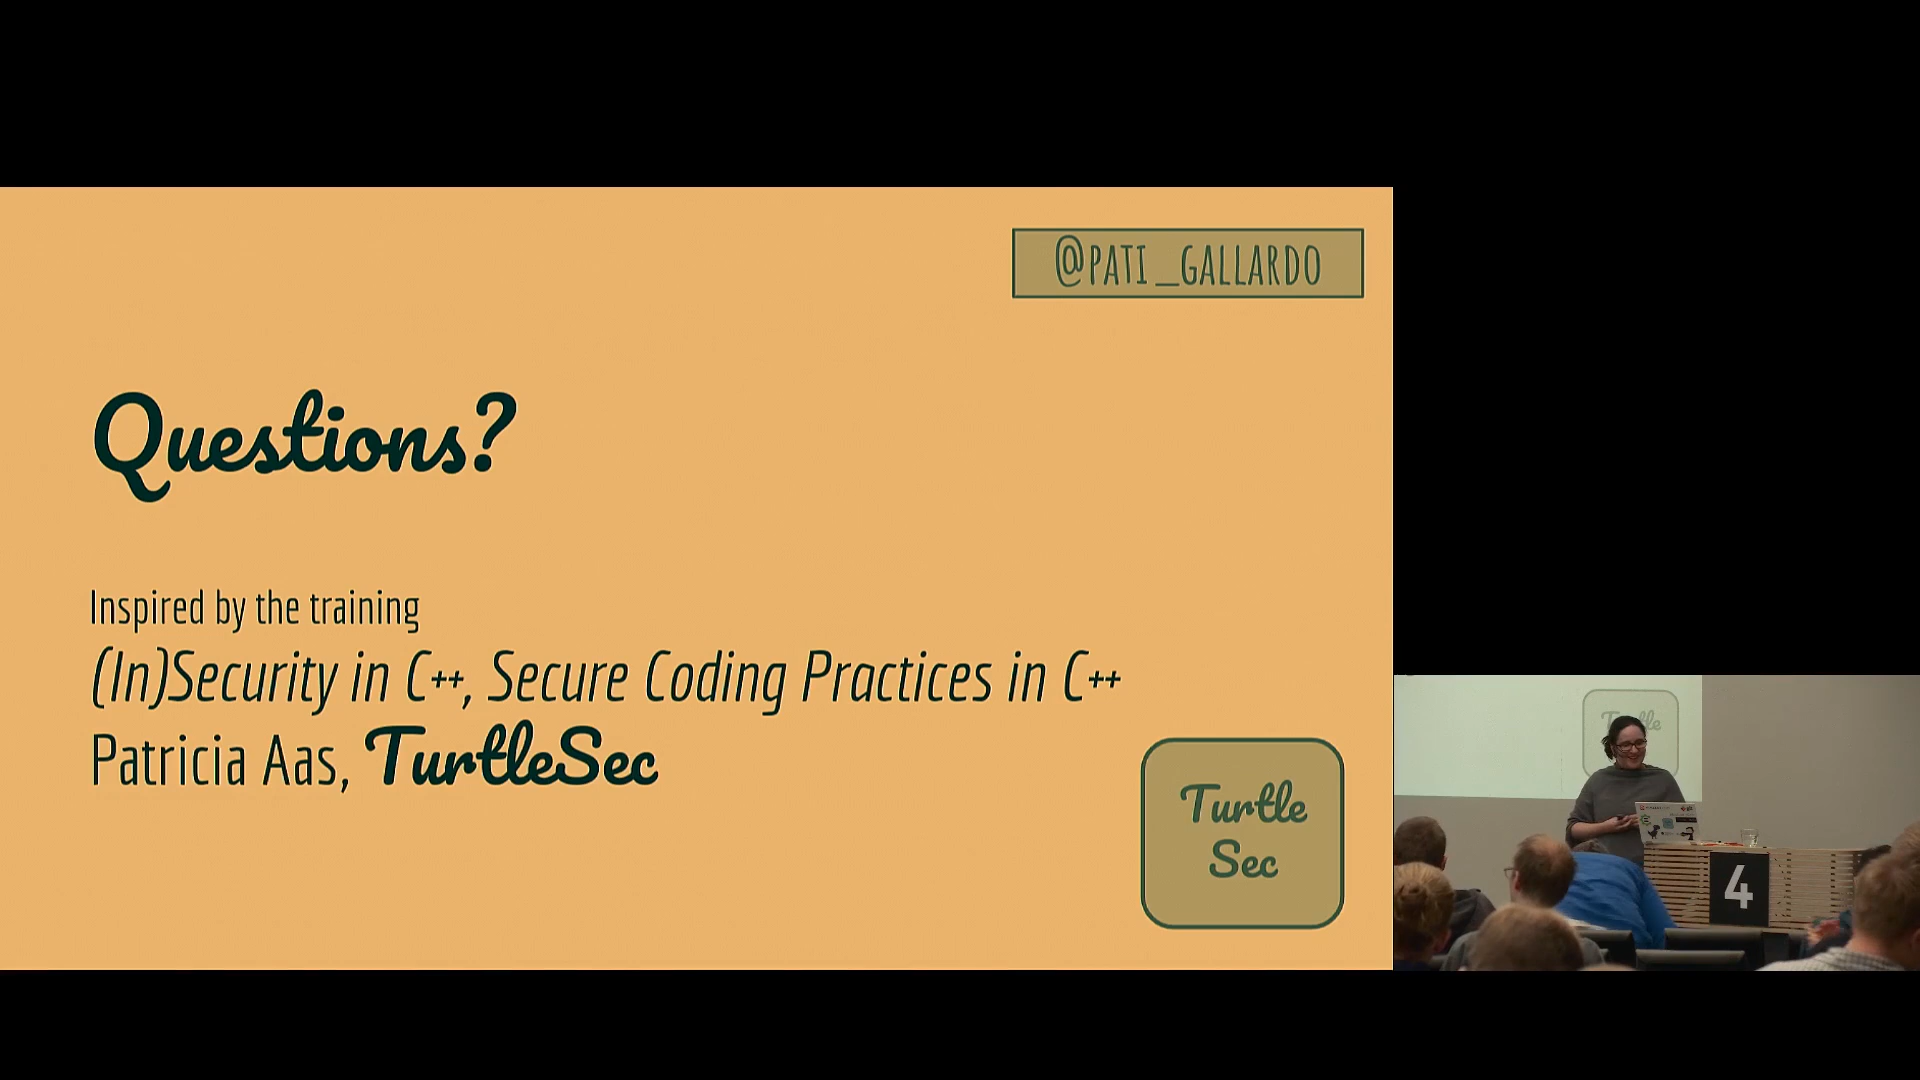 @PATI_GALLARDO
Questions?
Inspired by the training
(In)Security in C++, Secure Coding Practices in C++
Patricia Aas, TurtleSec
Turtle
Sec
4